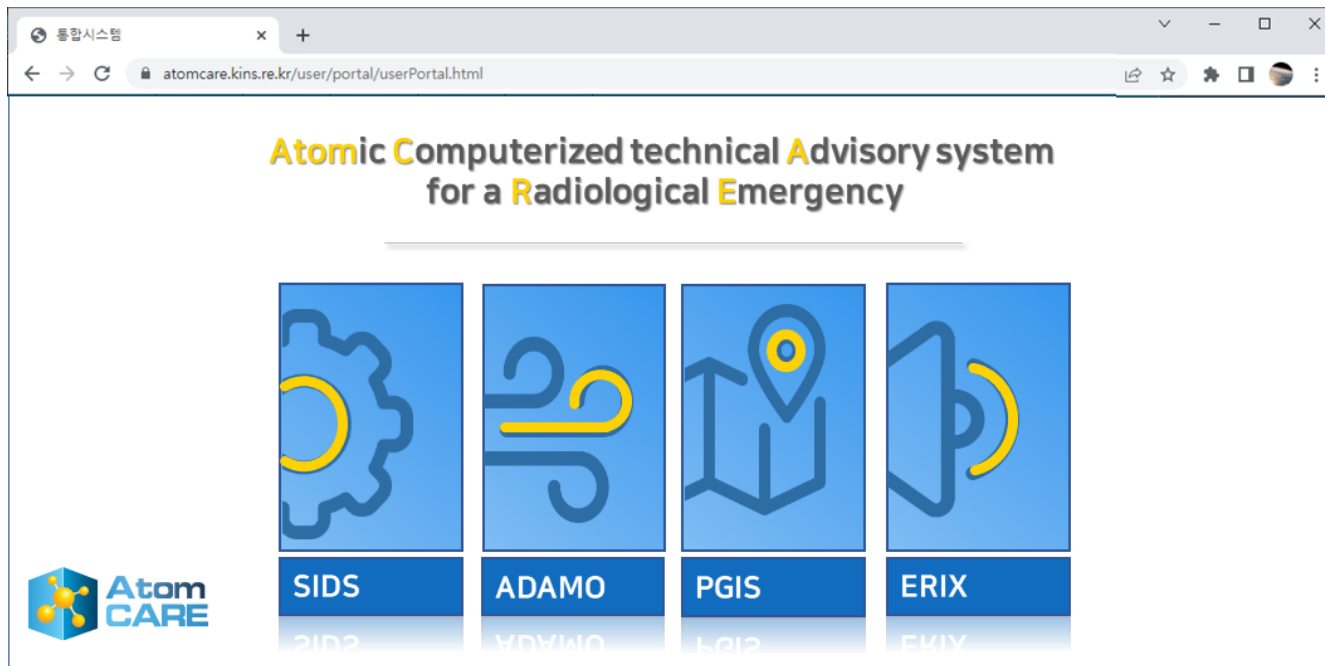 통합시스템
atomcare.kins.re.kr/user/portal/userPortal.html
Atomic Computerized technical Advisory system
for a Radiological Emergency
SIDS ADAMO PGIS ERIX
Atom
CARE